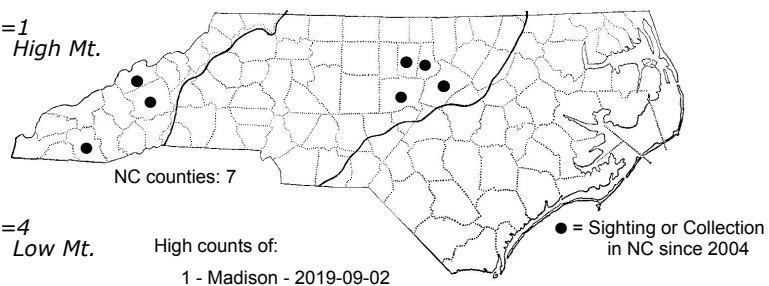 =1
High Mt.
NC counties: 7
=4
Low Mt.
High counts of:
1 - Madison - 2019-09-02
● = Sighting or Collection
in NC since 2004